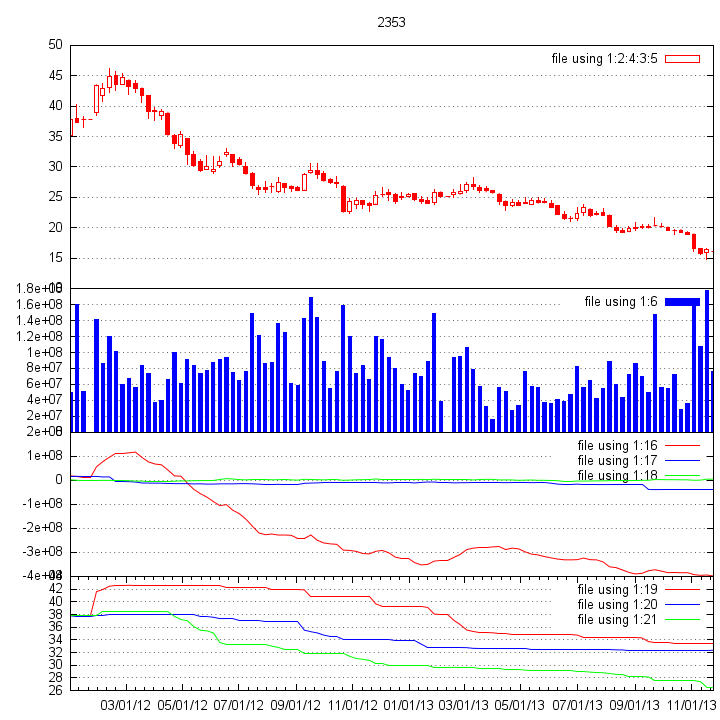 2353
50
file using 1:2:4:3:5
45
40
35
30
25
20
15
1.8e+08
file using 1:6
1.6e+08
1.4e+08
1.2e+08
1e+08
8e+07
6e+07
4e+07
2e+07
file using 1:16
1e+08
file using 1:17
0
file using 1:18
-1e+08
-2e+08
-3e+08
-4e+08
42
file using 1:19
40
file using 1:20
38
file using 1:21
36
34
32
30
28
26
03/01/12 05/01/12 07/01/12 09/01/12 11/01/12 01/01/13 03/01/13 05/01/13 07/01/13 09/01/13 11/01/13